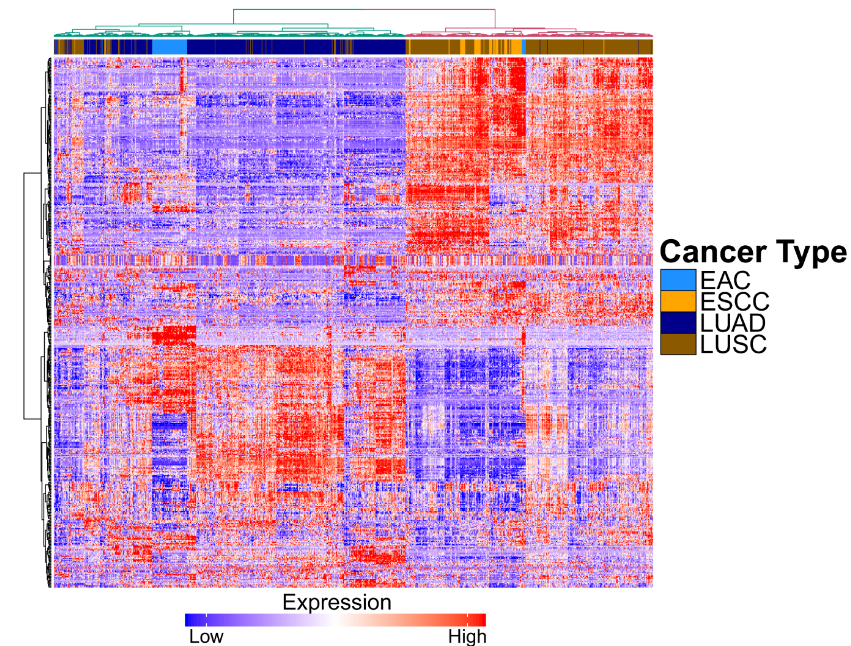 Cancer Type
EAC
ESCC
LUAD
LUSC
Expression
Low High